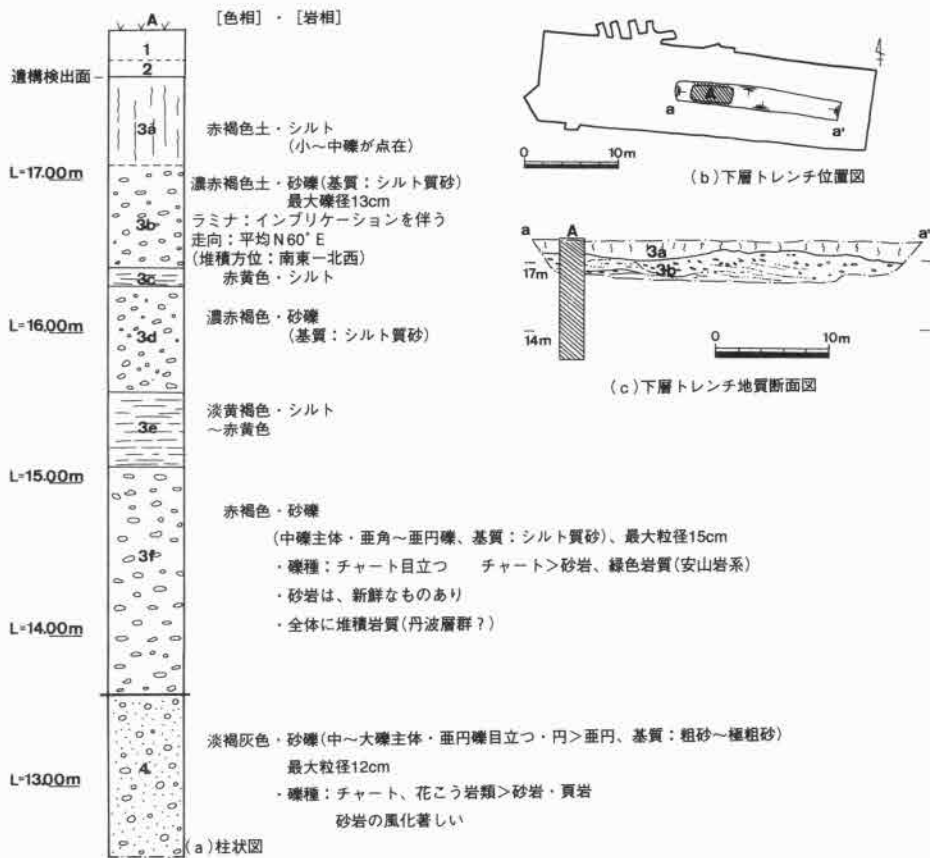 A
[色相]・[岩相]
1
2
遺構検出面
3a
赤褐色土・シルト
(小〜中礫が点在)
L=17.00m
濃赤褐色土・砂礫(基質：シルト質砂)
最大礫径13cm
3b
ラミナ：インブリケーションを伴う
走向：平均N60°E
(堆積方位：南東ー北西)
3c
赤黄色・シルト
L=16.00m
3d
濃赤褐色・砂礫
(基質：シルト質砂)
3e
淡黄褐色・シルト
〜赤黄色
L=15.00m
3f
赤褐色・砂礫
(中礫主体・亜角〜亜円礫、基質：シルト質砂)、最大粒径15cm
・礫種：チャート目立つ　チャート>砂岩、緑色岩質(安山岩系)
・砂岩は、新鮮なものあり
・全体に堆積岩質(丹波層群？)
L=14.00m
淡褐灰色・砂礫(中〜大礫主体・亜円礫目立つ・円>亜円、基質：粗砂〜極粗砂)
最大粒径12cm
4
L=13.00m
・礫種：チャート、花こう岩類>砂岩・頁岩
砂岩の風化著しい
(a)柱状図
A
a
a'
0
10m
(b)下層トレンチ位置図
a
A
a'
3a
3b
17m
14m
0
10m
(c)下層トレンチ地質断面図